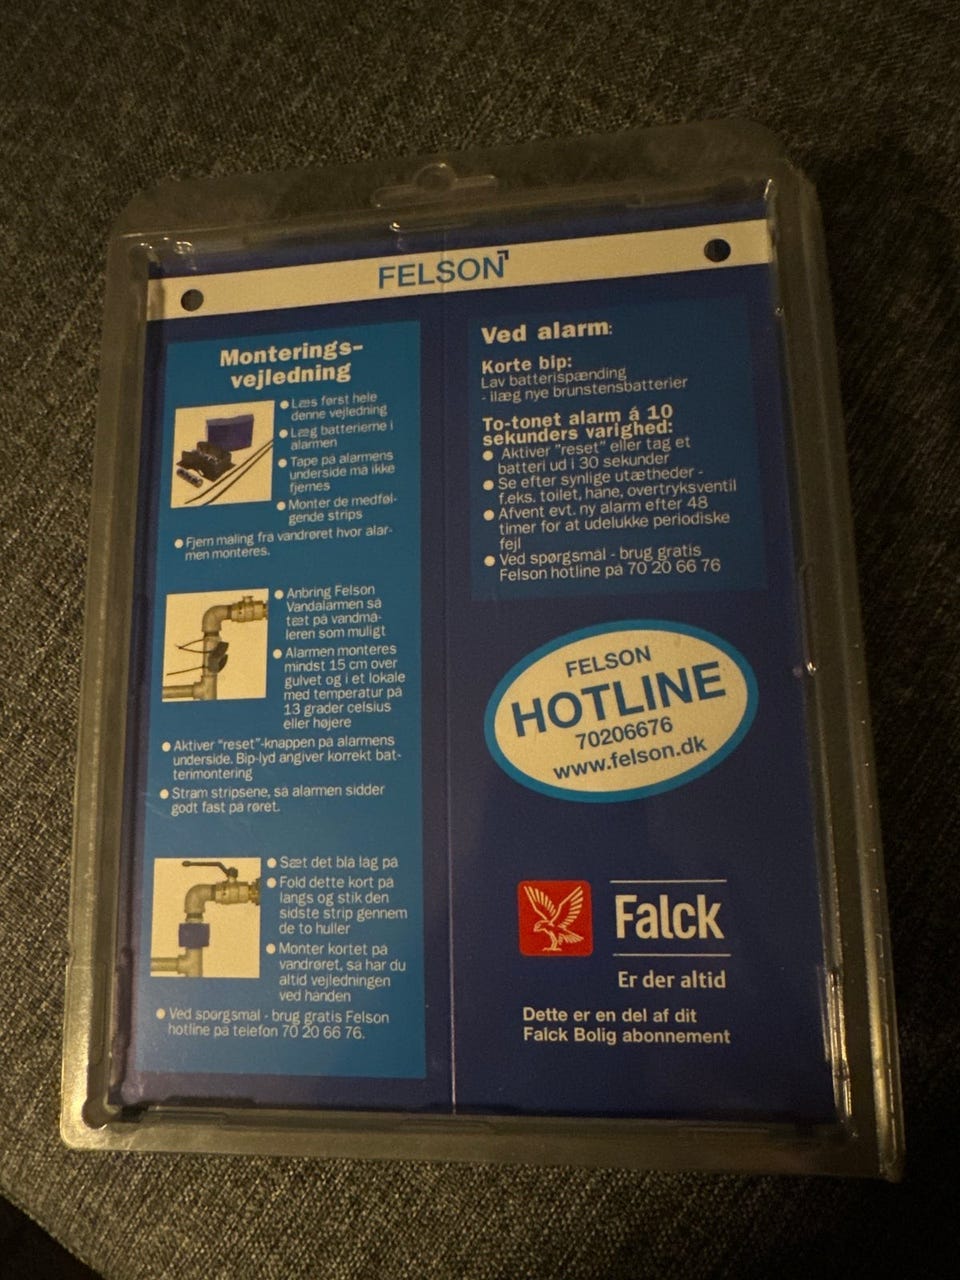 FELSON
Monterings-
vejledning
● Læs først hele
denne vejledning
● Læg batterierne i
alarmen
● Tape på alarmens
underside må ikke
fjernes
● Monter de medføl-
gende strips
● Fjern maling fra vandrøret hvor alar-
men monteres.
● Anbring Felson
Vandalarmen så
tæt på vandmå-
leren som muligt
● Alarmen monteres
mindst 15 cm over
gulvet og i et lokale
med temperatur på
13 grader celsius
eller højere
● Aktiver "reset"-knappen på alarmens
underside. Bip-lyd angiver korrekt bat-
terimontering
● Stram stripsene, så alarmen sidder
godt fast på røret.
● Sæt det blå låg på
● Fold dette kort på
langs og stik den
sidste strip gennem
de to huller
● Monter kortet på
vandrøret, så har du
altid vejledningen
ved hånden
● Ved spørgsmål - brug gratis Felson
hotline på telefon 70 20 66 76.
Ved alarm:
Korte bip:
Lav batterispænding
- ilæg nye brunstensbatterier
To-tonet alarm á 10
sekunders varighed:
● Aktiver "reset" eller tag et
batteri ud i 30 sekunder
● Se efter synlige utætheder -
f.eks. toilet, hane, overtryksventil
● Afvent evt. ny alarm efter 48
timer for at udelukke periodiske
fejl
● Ved spørgsmål - brug gratis
Felson hotline på 70 20 66 76
FELSON
HOTLINE
70206676
www.felson.dk
Falck
Er der altid
Dette er en del af dit
Falck Bolig abonnement